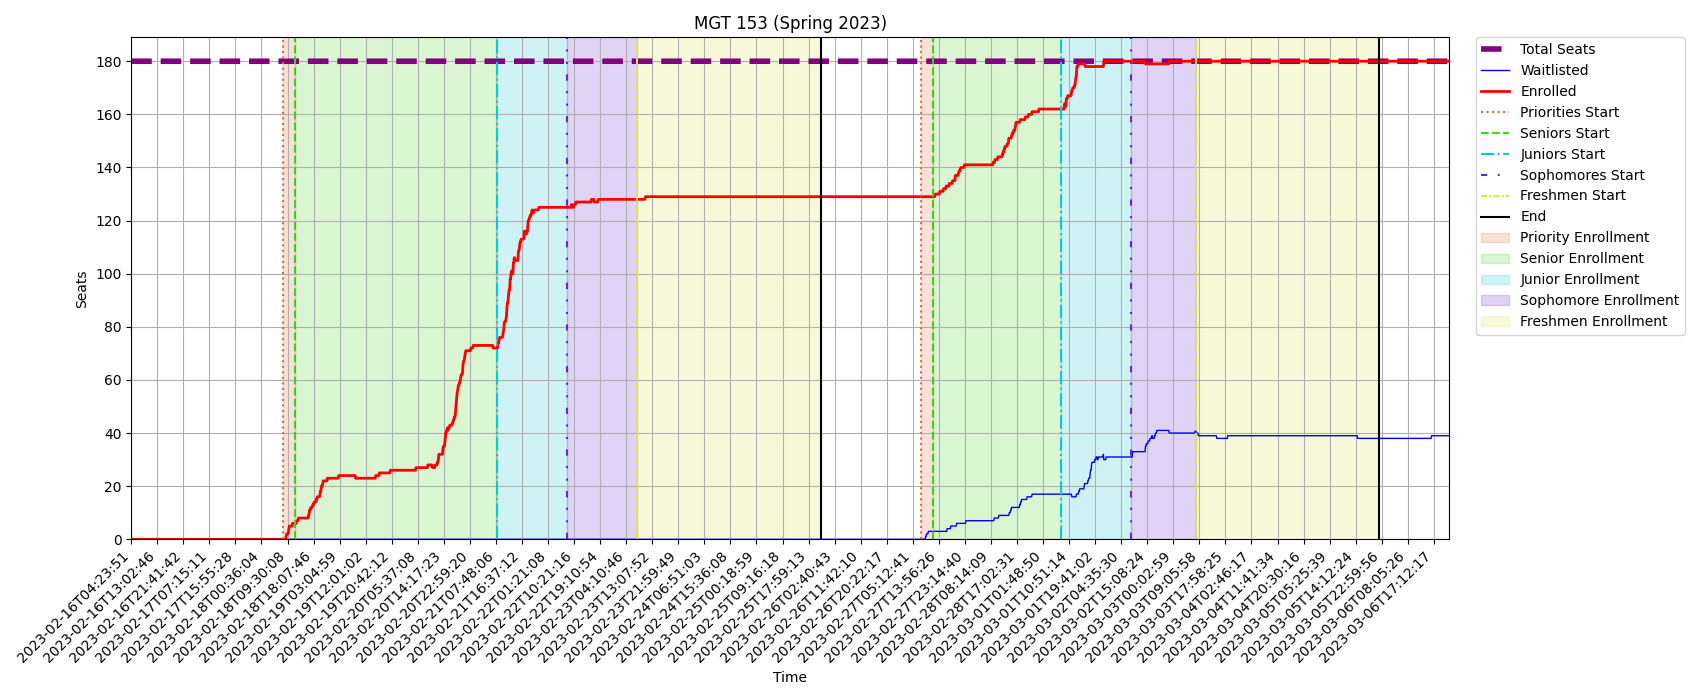 MGT 153 (Spring 2023)
Seats
180
160
140
120
100
80
60
40
20
0
2023-02-16T04:23:51
2023-02-16T13:02:46
2023-02-16T21:41:42
2023-02-17T07:15:11
2023-02-17T15:55:28
2023-02-18T00:36:04
2023-02-18T09:30:08
2023-02-18T18:07:46
2023-02-19T03:04:59
2023-02-19T12:01:02
2023-02-19T20:42:12
2023-02-20T05:37:08
2023-02-20T14:17:23
2023-02-20T22:59:20
2023-02-21T07:48:06
2023-02-21T16:37:12
2023-02-22T01:21:08
2023-02-22T10:21:16
2023-02-22T19:10:54
2023-02-23T04:10:46
2023-02-23T13:07:52
2023-02-23T21:59:49
2023-02-24T06:51:03
2023-02-24T15:36:08
2023-02-25T00:18:59
2023-02-25T09:16:18
2023-02-25T17:59:13
2023-02-26T02:40:43
2023-02-26T11:42:10
2023-02-26T20:22:17
2023-02-27T05:12:41
2023-02-27T13:56:26
2023-02-27T23:14:40
2023-02-28T08:14:09
2023-02-28T17:02:31
2023-03-01T01:48:50
2023-03-01T10:51:14
2023-03-01T19:41:02
2023-03-02T04:35:30
2023-03-02T15:08:24
2023-03-03T00:02:59
2023-03-03T09:05:58
2023-03-03T17:58:25
2023-03-04T02:46:17
2023-03-04T11:41:34
2023-03-04T20:30:16
2023-03-05T05:25:39
2023-03-05T14:12:24
2023-03-05T22:59:56
2023-03-06T08:05:26
2023-03-06T17:12:17
Time
Total Seats
Waitlisted
Enrolled
Priorities Start
Seniors Start
Juniors Start
Sophomores Start
Freshmen Start
End
Priority Enrollment
Senior Enrollment
Junior Enrollment
Sophomore Enrollment
Freshmen Enrollment